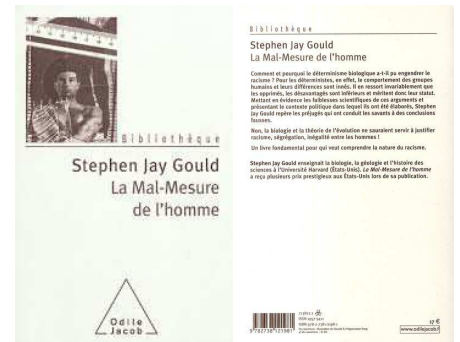 Bibliothèque
Stephen Jay Gould
La Mal-Mesure
de l'homme
Odile
Jacob
Bibliothèque
Stephen Jay Gould
La Mal-Mesure de l'homme
Comment et pourquoi le déterminisme biologique a-t-il pu engendrer le
racisme ? Pour les déterministes, en effet, le comportement des groupes
humains et leurs différences sont innés. Il en ressort invariablement que
les opprimés, les désavantagés sont inférieurs et méritent donc leur statut.
Mettant en évidence les faiblesses scientifiques de ces arguments et
présentant le contexte politique dans lequel ils ont été élaborés, Stephen
Jay Gould repère les préjugés qui ont conduit les savants à des conclusions
fausses.
Non, la biologie et la théorie de l'évolution ne sauraient servir à justifier
racisme, ségrégation, inégalité entre les hommes !
Un livre fondamental pour qui veut comprendre la nature du racisme.
Stephen Jay Gould enseignait la biologie, la géologie et l'histoire des
sciences à l'Université Harvard (États-Unis). La Mal-Mesure de l'homme
a reçu plusieurs prix prestigieux aux États-Unis lors de sa publication.
17 €
www.odilejacob.f